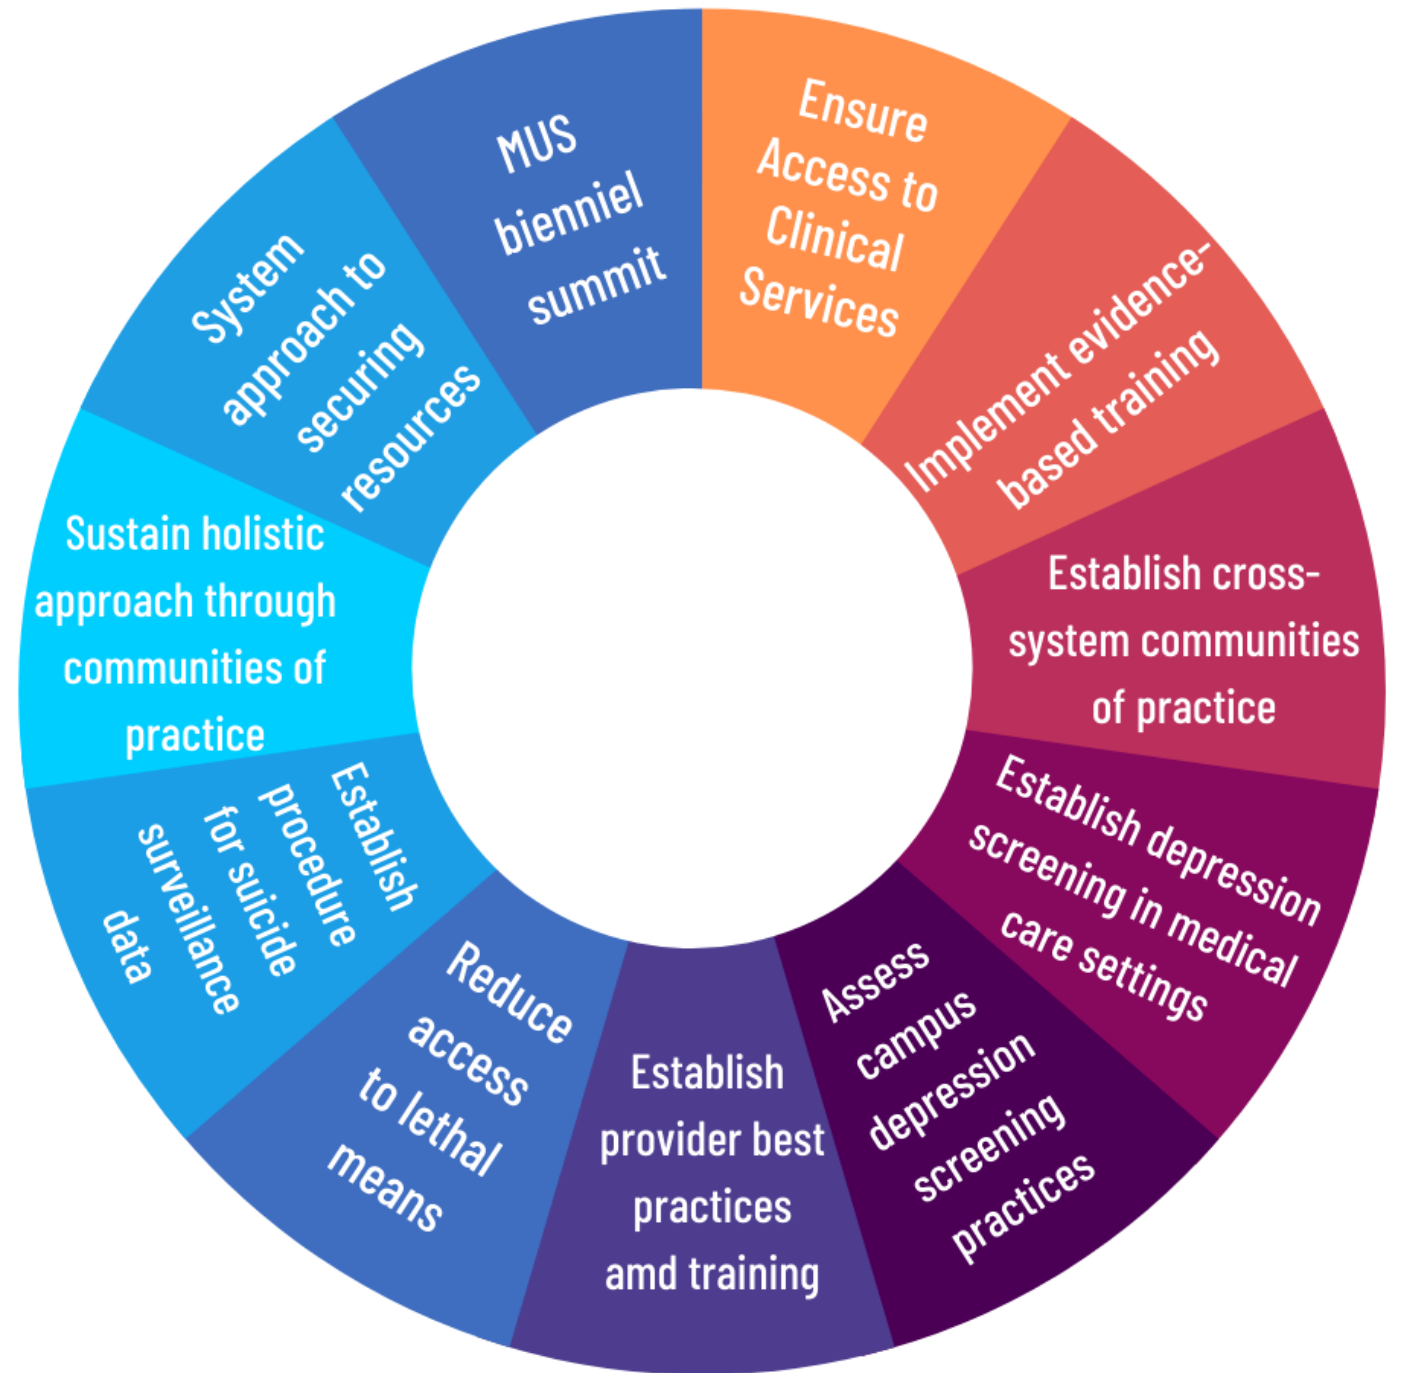 Ensure
Access to
Clinical
Services
Implement evidence-
based training
Establish cross-
system communities
of practice
Establish depression
screening in medical
care settings
Assess
campus
depression
screening
practices
Establish
provider best
practices
amd training
Reduce
access
to lethal
means
Establish
procedure
for suicide
surveillance
data
Sustain holistic
approach through
communities of
practice
System
approach to
securing
resources
MUS
bienniel
summit